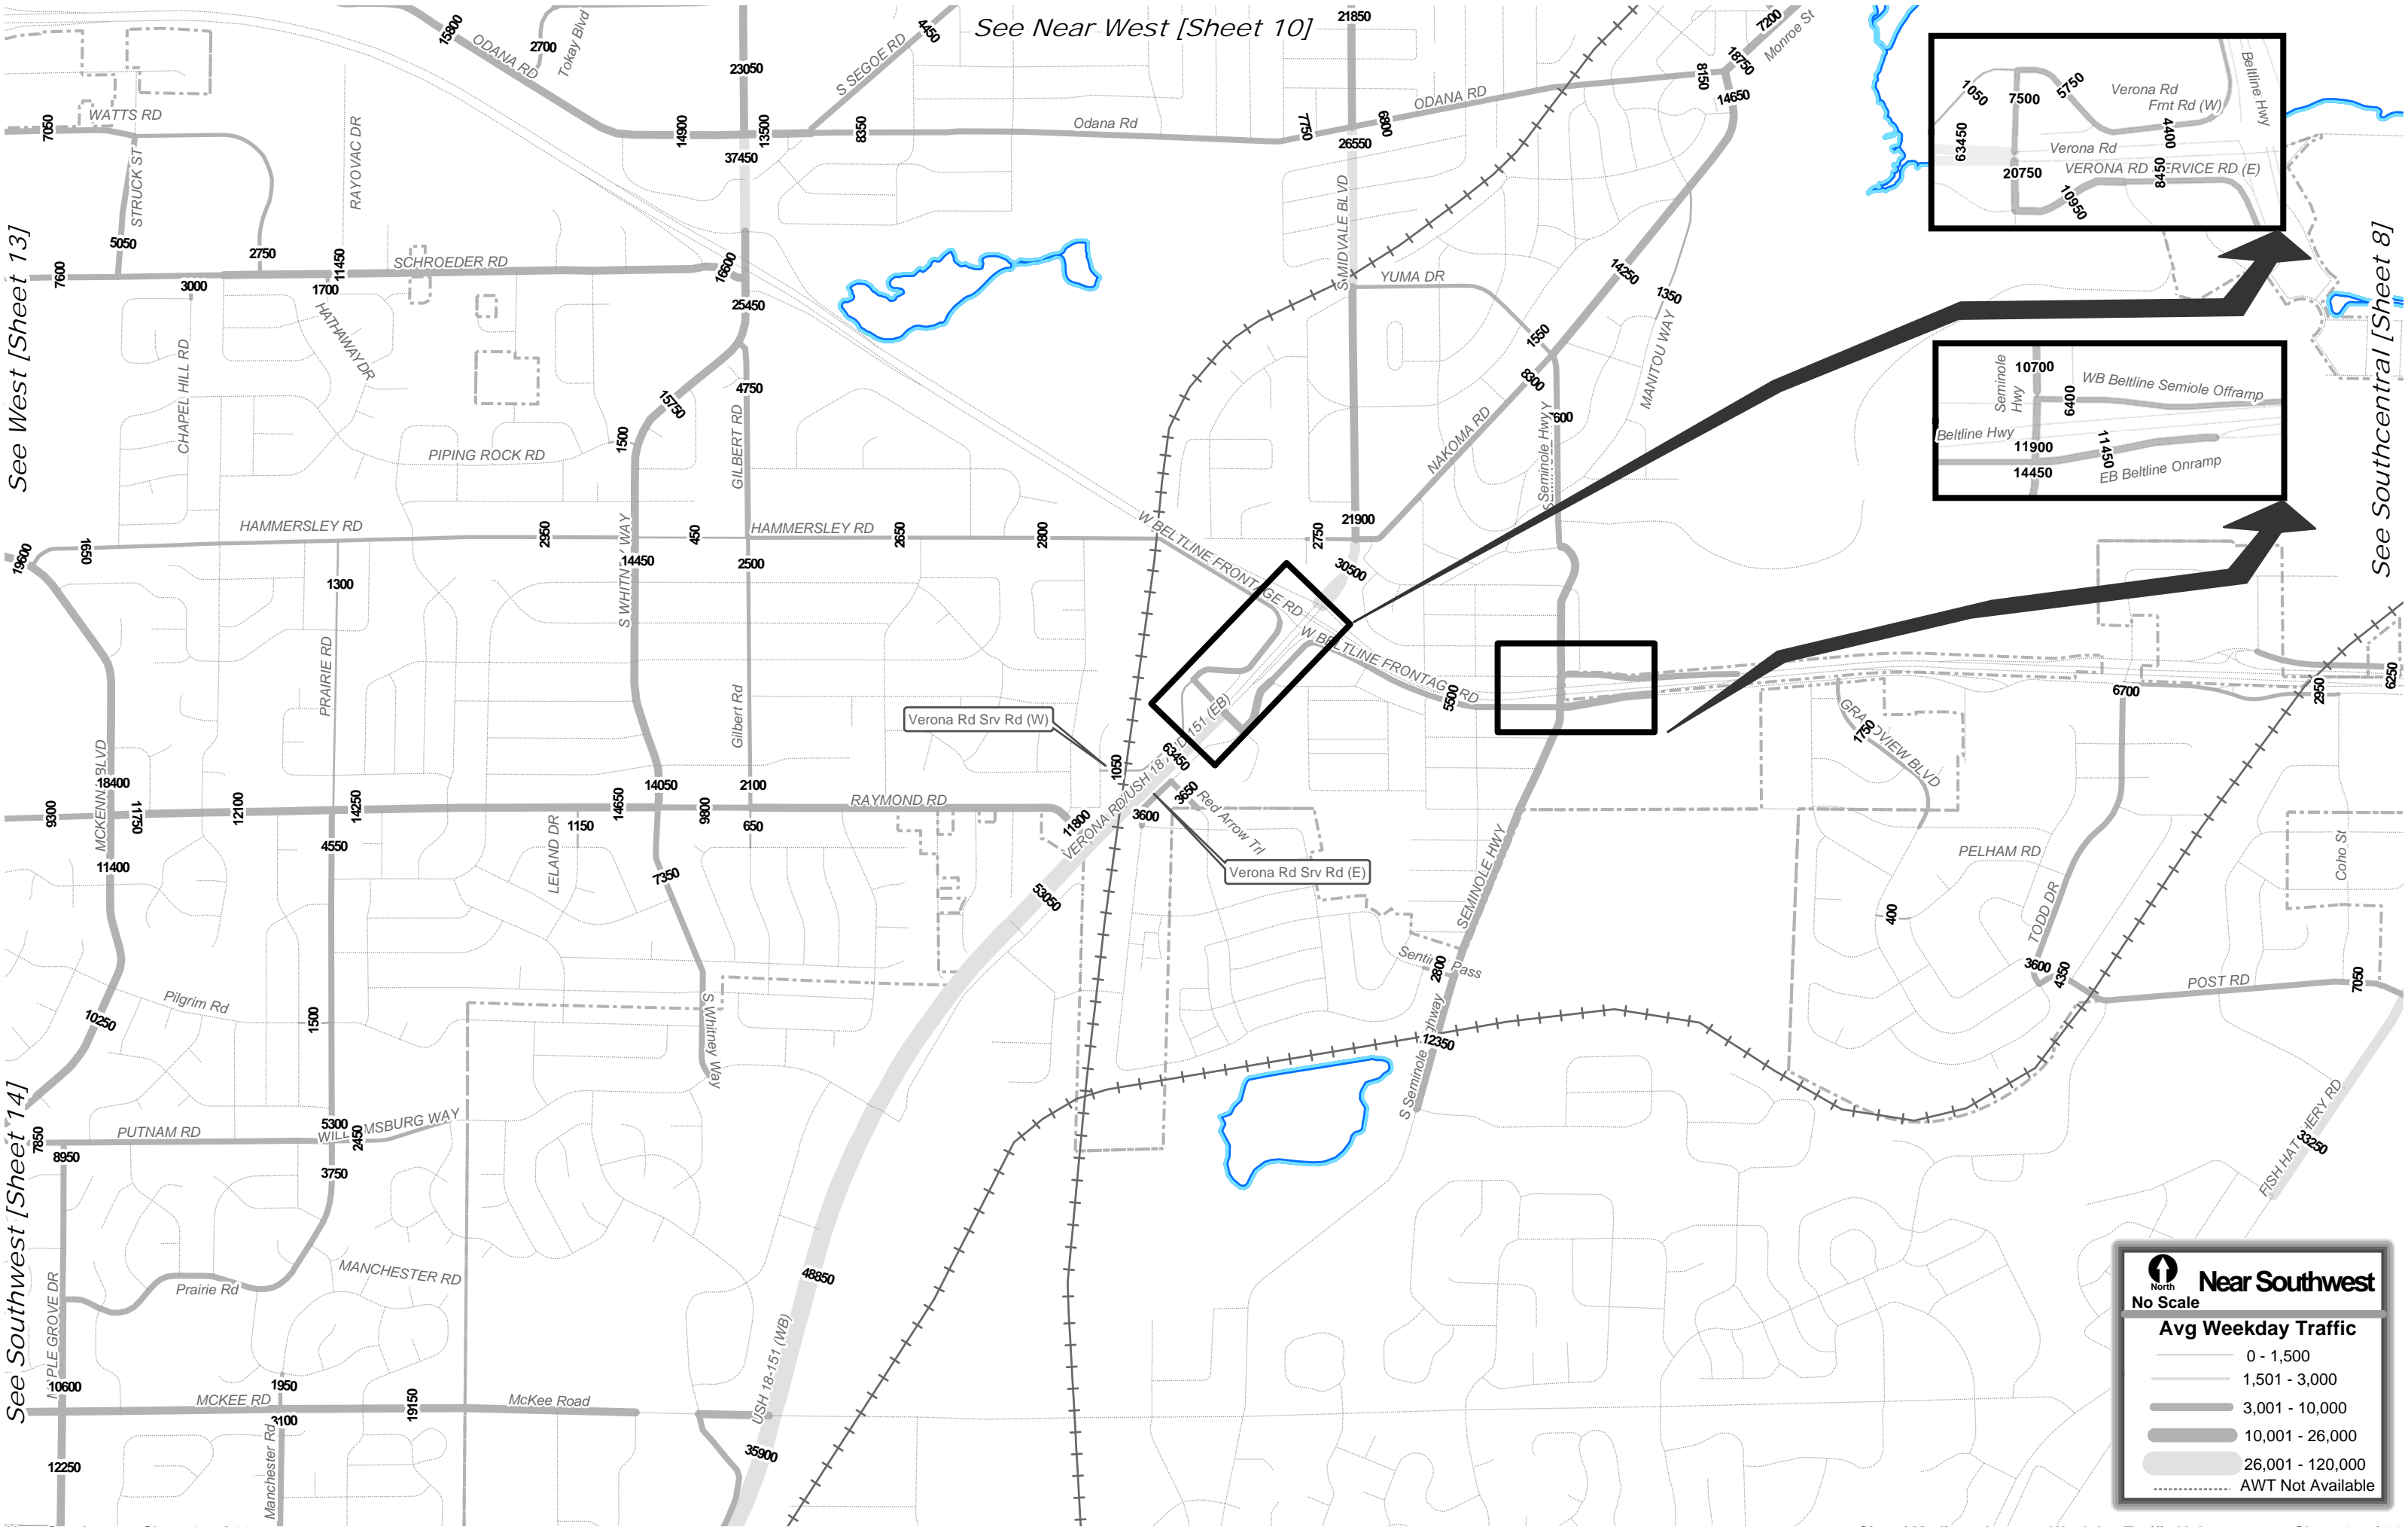 See Near West [Sheet 10]
See West [Sheet 13]
See Southwest [Sheet 14]
See Southcentral [Sheet 8]
15800
ODANA RD
2700
Tokay Blvd
23050
S SEGOE RD
4450
21850
7200
Monroe St
18750
8150
14650
WATTS RD
7050
STRUCK ST
RAYOVAC DR
14900
13500
37450
8350
Odana Rd
7750
6800
ODANA RD
26550
S MIDVALE BLVD
5050
2750
7600
3000
11450
1700
SCHROEDER RD
16600
25450
HATHAWAY DR
CHAPEL HILL RD
YUMA DR
14250
1350
MANITOU WAY
1550
8300
NAKOMA RD
S Seminole Hwy
4750
15750
GILBERT RD
1500
PIPING ROCK RD
19600
1650
HAMMERSLEY RD
2950
450
HAMMERSLEY RD
2650
2800
W BELTLINE FRONTAGE RD
2750
21900
30500
S WHITNEY WAY
14450
2500
1300
PRAIRIE RD
W BELTLINE FRONTAGE RD
5500
Verona Rd Srv Rd (W)
1050
63450
3650
3600
Red Arrow Trl
Verona Rd Srv Rd (E)
Gilbert Rd
MCKENNA BLVD
18400
9300
11750
12100
14250
4550
11400
LELAND DR
1150
14650
14050
9800
2100
650
RAYMOND RD
11800
7350
53050
SEMINOLE HWY
2800
12350
6700
1750
GRANDVIEW BLVD
2950
6250
PELHAM RD
400
TODD DR
3600
4350
POST RD
7050
Coho St
FISH HATCHERY RD
33250
Pilgrim Rd
10250
1500
S Whitney Way
7850
8950
PUTNAM RD
5300
WILLIAMSBURG WAY
2450
3750
Prairie Rd
MANCHESTER RD
MAPLE GROVE DR
10600
MCKEE RD
1950
3100
Manchester Rd
19150
McKee Road
12250
48850
USH 18-151 (WB)
35900
1050
7500
5750
Verona Rd
Frnt Rd (W)
Beltline Hwy
63450
Verona Rd
4400
20750
VERONA RD SERVICE RD (E)
8450
10950
Seminole Hwy
10700
WB Beltline Semiole Offramp
6400
Beltline Hwy
11900
11450
14450
EB Beltline Onramp
North
No Scale
Near Southwest
Avg Weekday Traffic
0 - 1,500
1,501 - 3,000
3,001 - 10,000
10,001 - 26,000
26,001 - 120,000
AWT Not Available